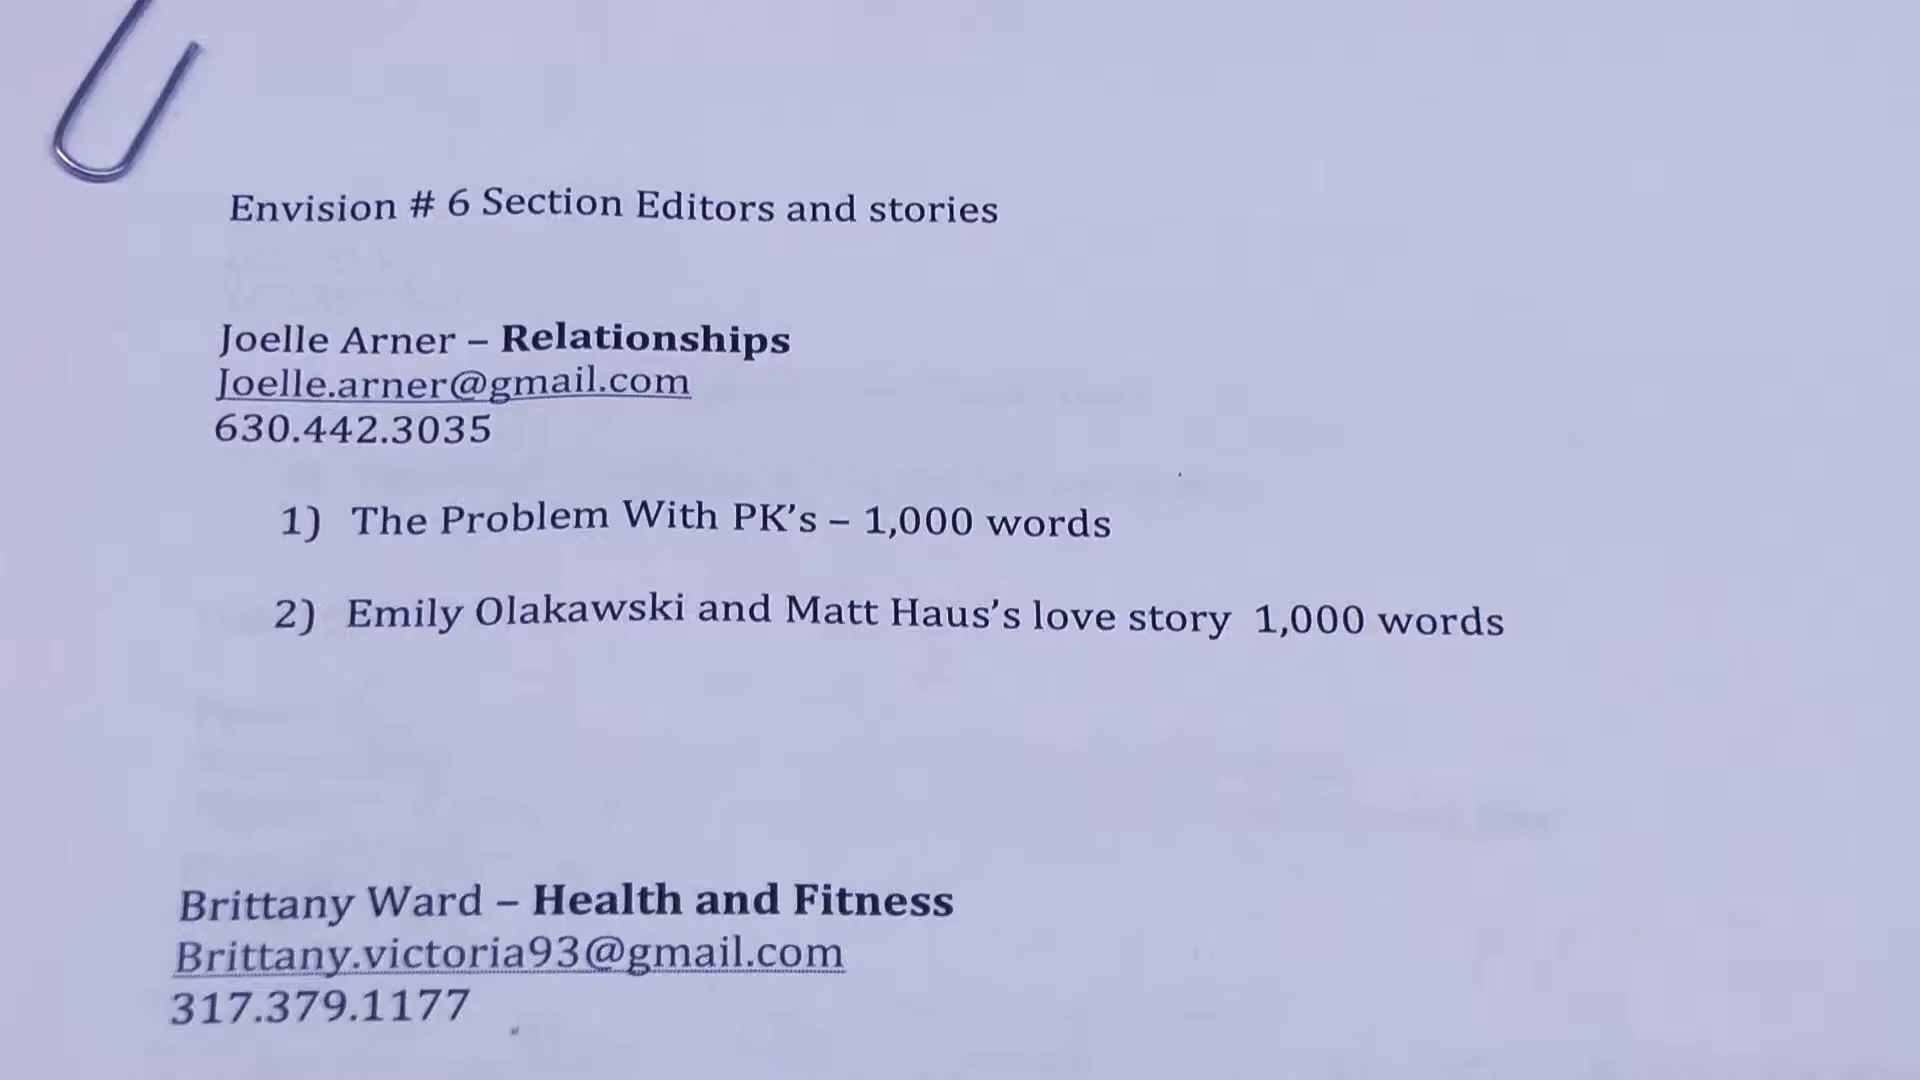 Envision # 6 Section Editors and stories
Joelle Arner – Relationships
Joelle.arner@gmail.com
630.442.3035
1) The Problem With PK's – 1,000 words
2) Emily Olakawski and Matt Haus's love story 1,000 words
Brittany Ward – Health and Fitness
Brittany.victoria93@gmail.com
317.379.1177